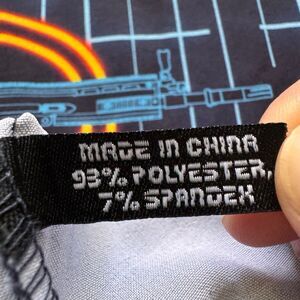 MADE IN CHINA
93% POLYESTER,
7% SPANDEX